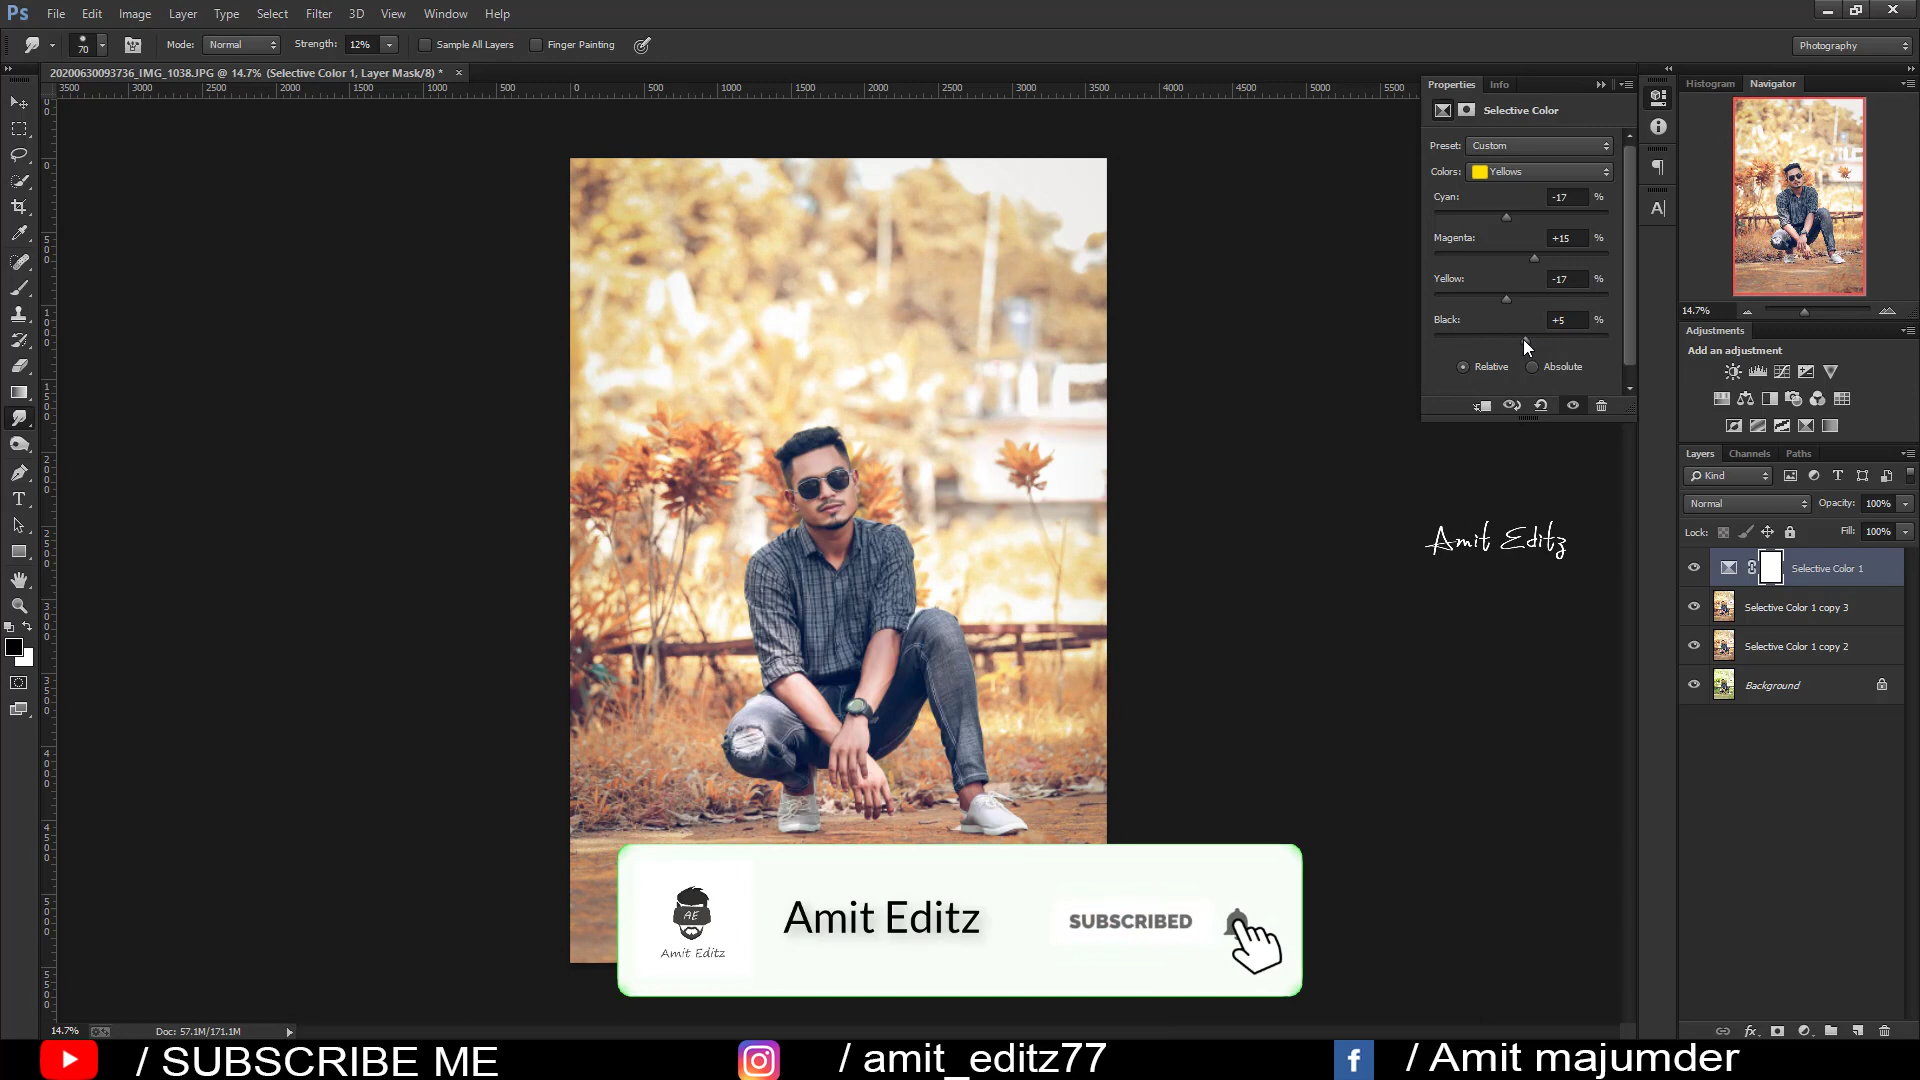 Ps File Edit Image Layer Type Select Filter 3D View Window Help
70 Mode: Normal Strength: 12% Sample All Layers Finger Painting Photography
20200630093736_IMG_1038.JPG @ 14.7% (Selective Color 1, Layer Mask/8) * ×
3500 3000 2500 2000 1500 1000 500 0 500 1000 1500 2000 2500 3000 3500 4000 4500 5000 5500
Properties Info
Selective Color
Preset: Custom
Colors: Yellows
Cyan: -17 %
Magenta: +15 %
Yellow: -17 %
Black: +5 %
Relative Absolute
Histogram Navigator
14.7%
Adjustments
Add an adjustment
Layers Channels Paths
Kind
Normal Opacity: 100%
Lock: Fill: 100%
Selective Color 1
Selective Color 1 copy 3
Selective Color 1 copy 2
Background
Amit Editz
AE
Amit Editz
Amit Editz
SUBSCRIBED
14.7% Doc: 57.1M/171.1M
/ SUBSCRIBE ME
/ amit_editz77
/ Amit majumder